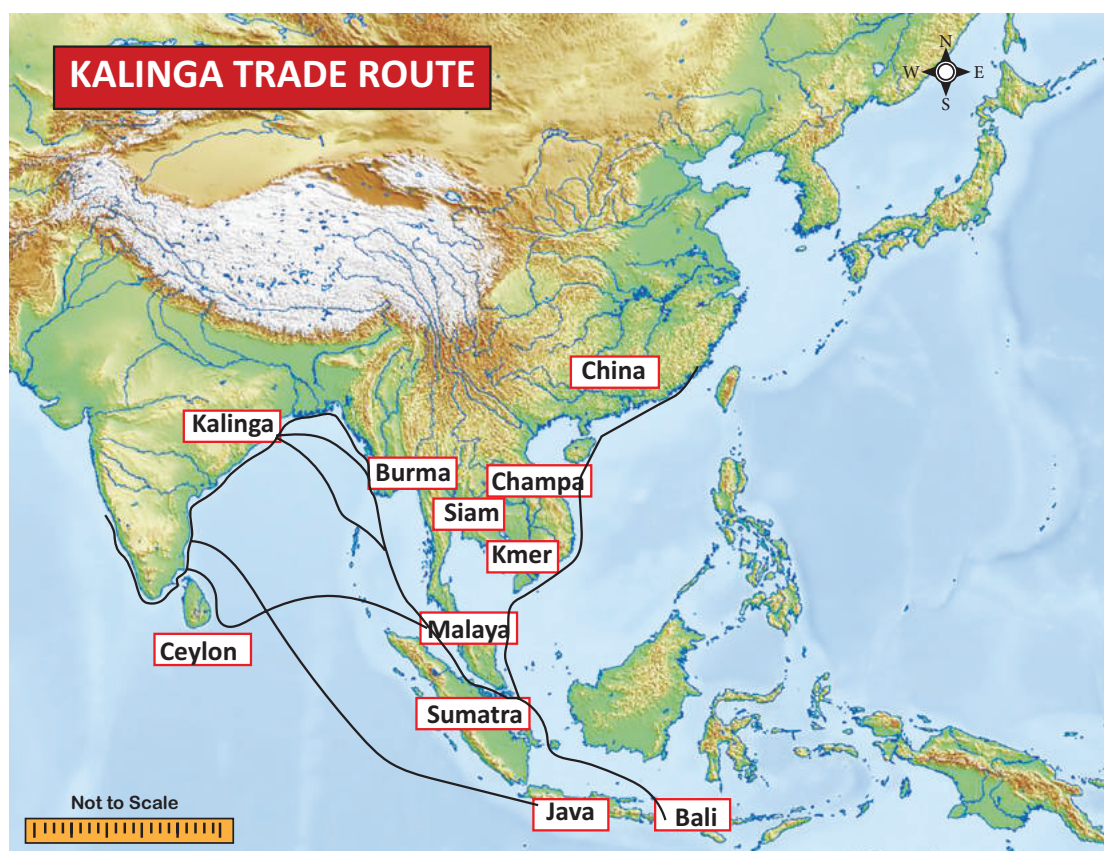 KALINGA TRADE ROUTE
N
W E
S
China
Kalinga
Burma
Champa
Siam
Kmer
Malaya
Ceylon
Sumatra
Not to Scale
Java
Bali